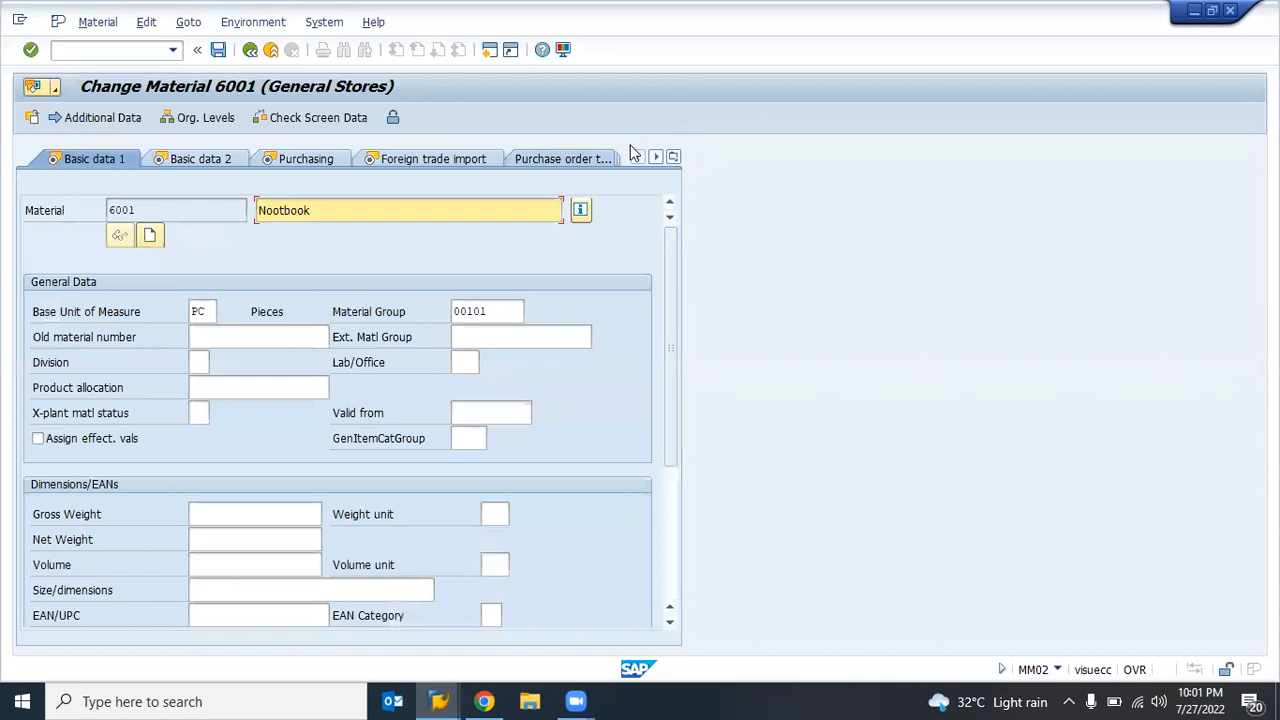 Material Edit Goto Environment System Help
Change Material 6001 (General Stores)
Additional Data Org. Levels Check Screen Data
Basic data 1 Basic data 2 Purchasing Foreign trade import Purchase order t...
Material 6001 Nootbook
General Data
Base Unit of Measure PC Pieces Material Group 00101
Old material number Ext. Matl Group
Division Lab/Office
Product allocation
X-plant matl status Valid from
Assign effect. vals GenItemCatGroup
Dimensions/EANs
Gross Weight Weight unit
Net Weight
Volume Volume unit
Size/dimensions
EAN/UPC EAN Category
SAP MM02 visuecc OVR
Type here to search 32°C Light rain 10:01 PM
7/27/2022 20